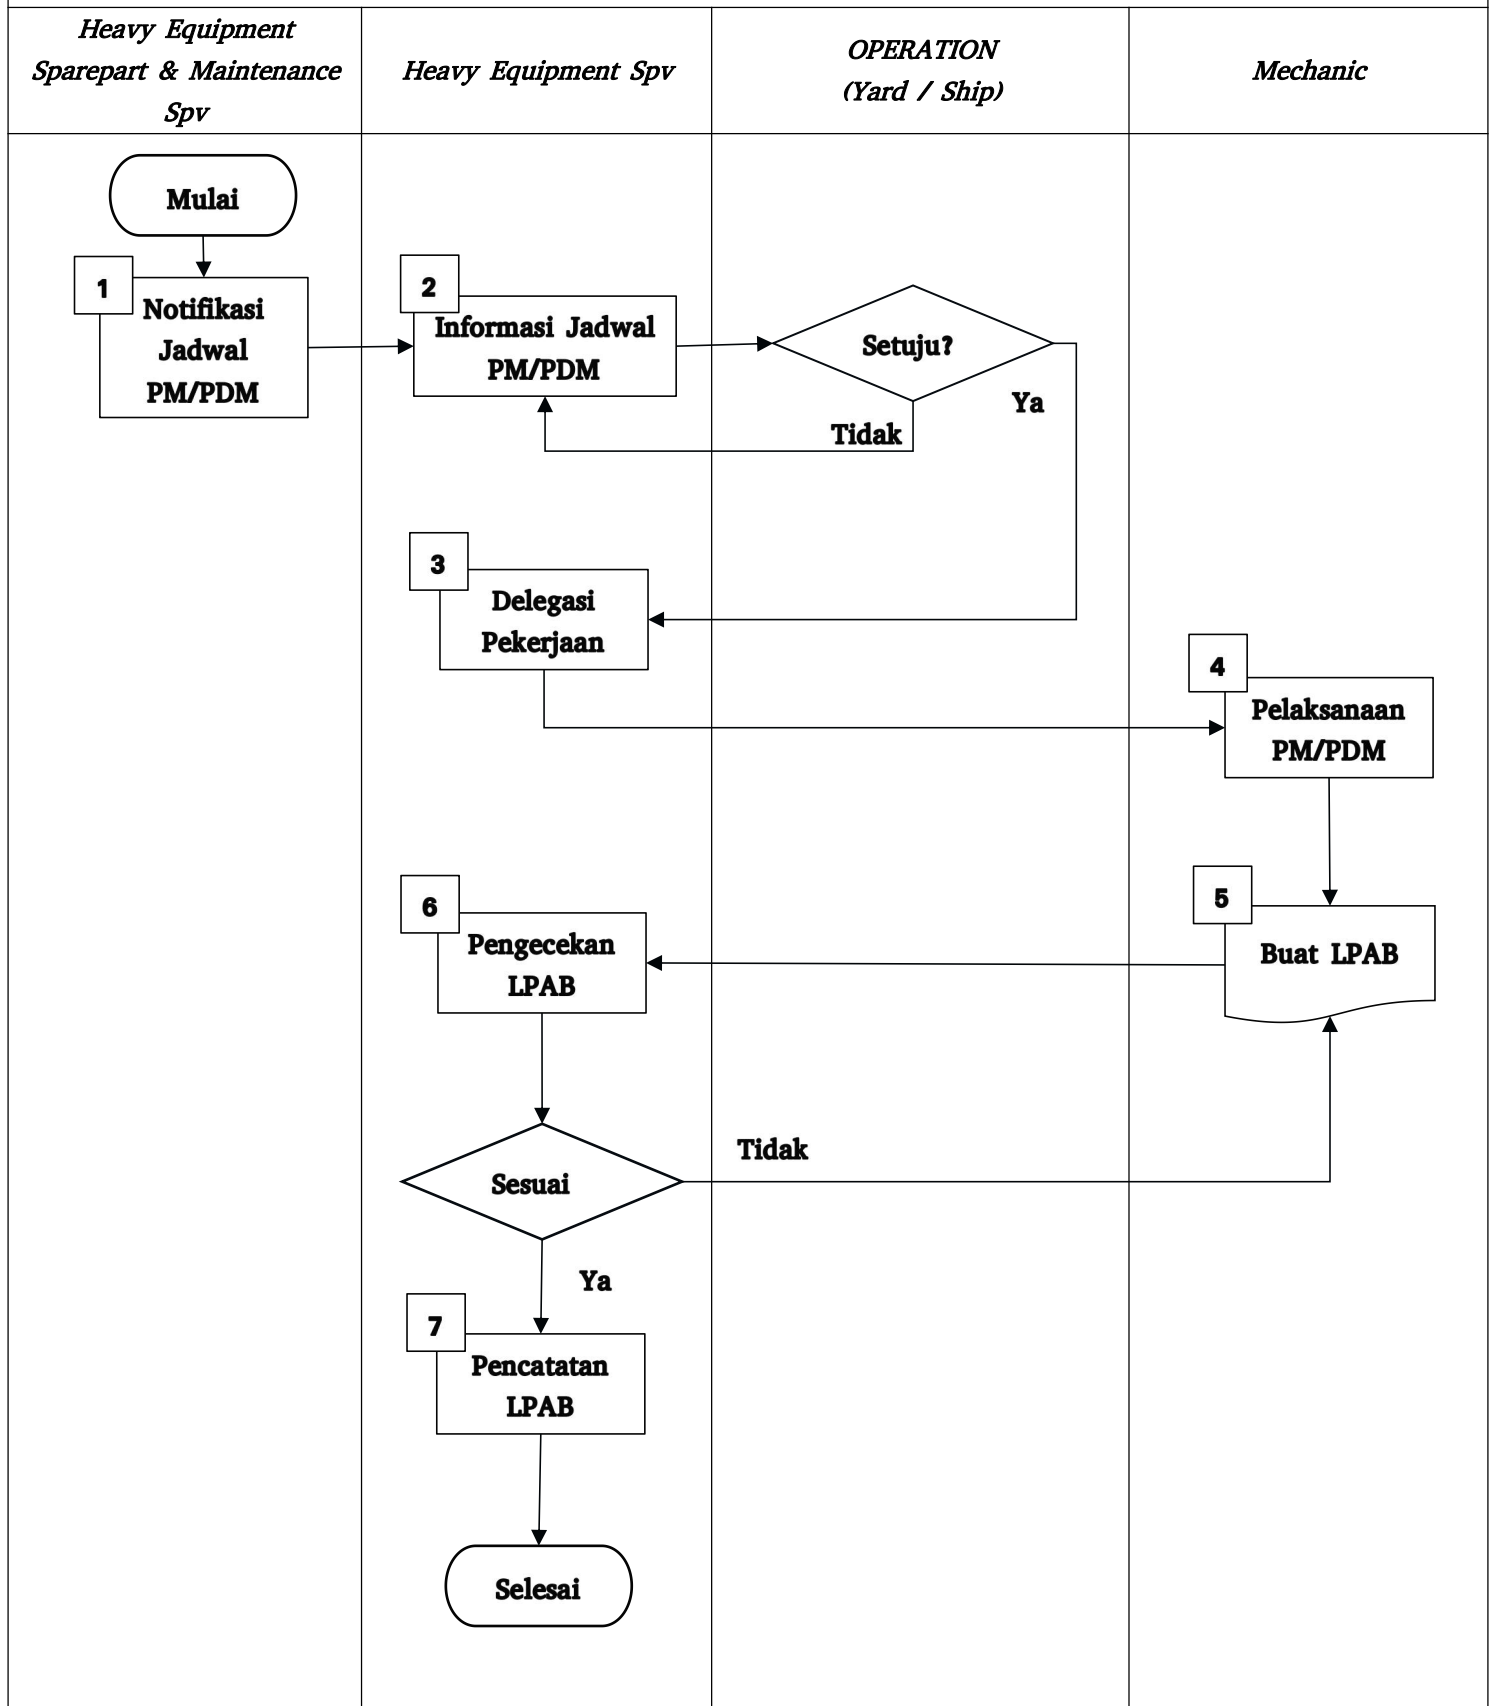 Heavy Equipment
Sparepart & Maintenance
Spv
Heavy Equipment Spv
OPERATION
(Yard / Ship)
Mechanic
Mulai
1
Notifikasi
Jadwal
PM/PDM
2
Informasi Jadwal
PM/PDM
Setuju?
Ya
Tidak
3
Delegasi
Pekerjaan
4
Pelaksanaan
PM/PDM
5
Buat LPAB
6
Pengecekan
LPAB
Sesuai
Tidak
Ya
7
Pencatatan
LPAB
Selesai